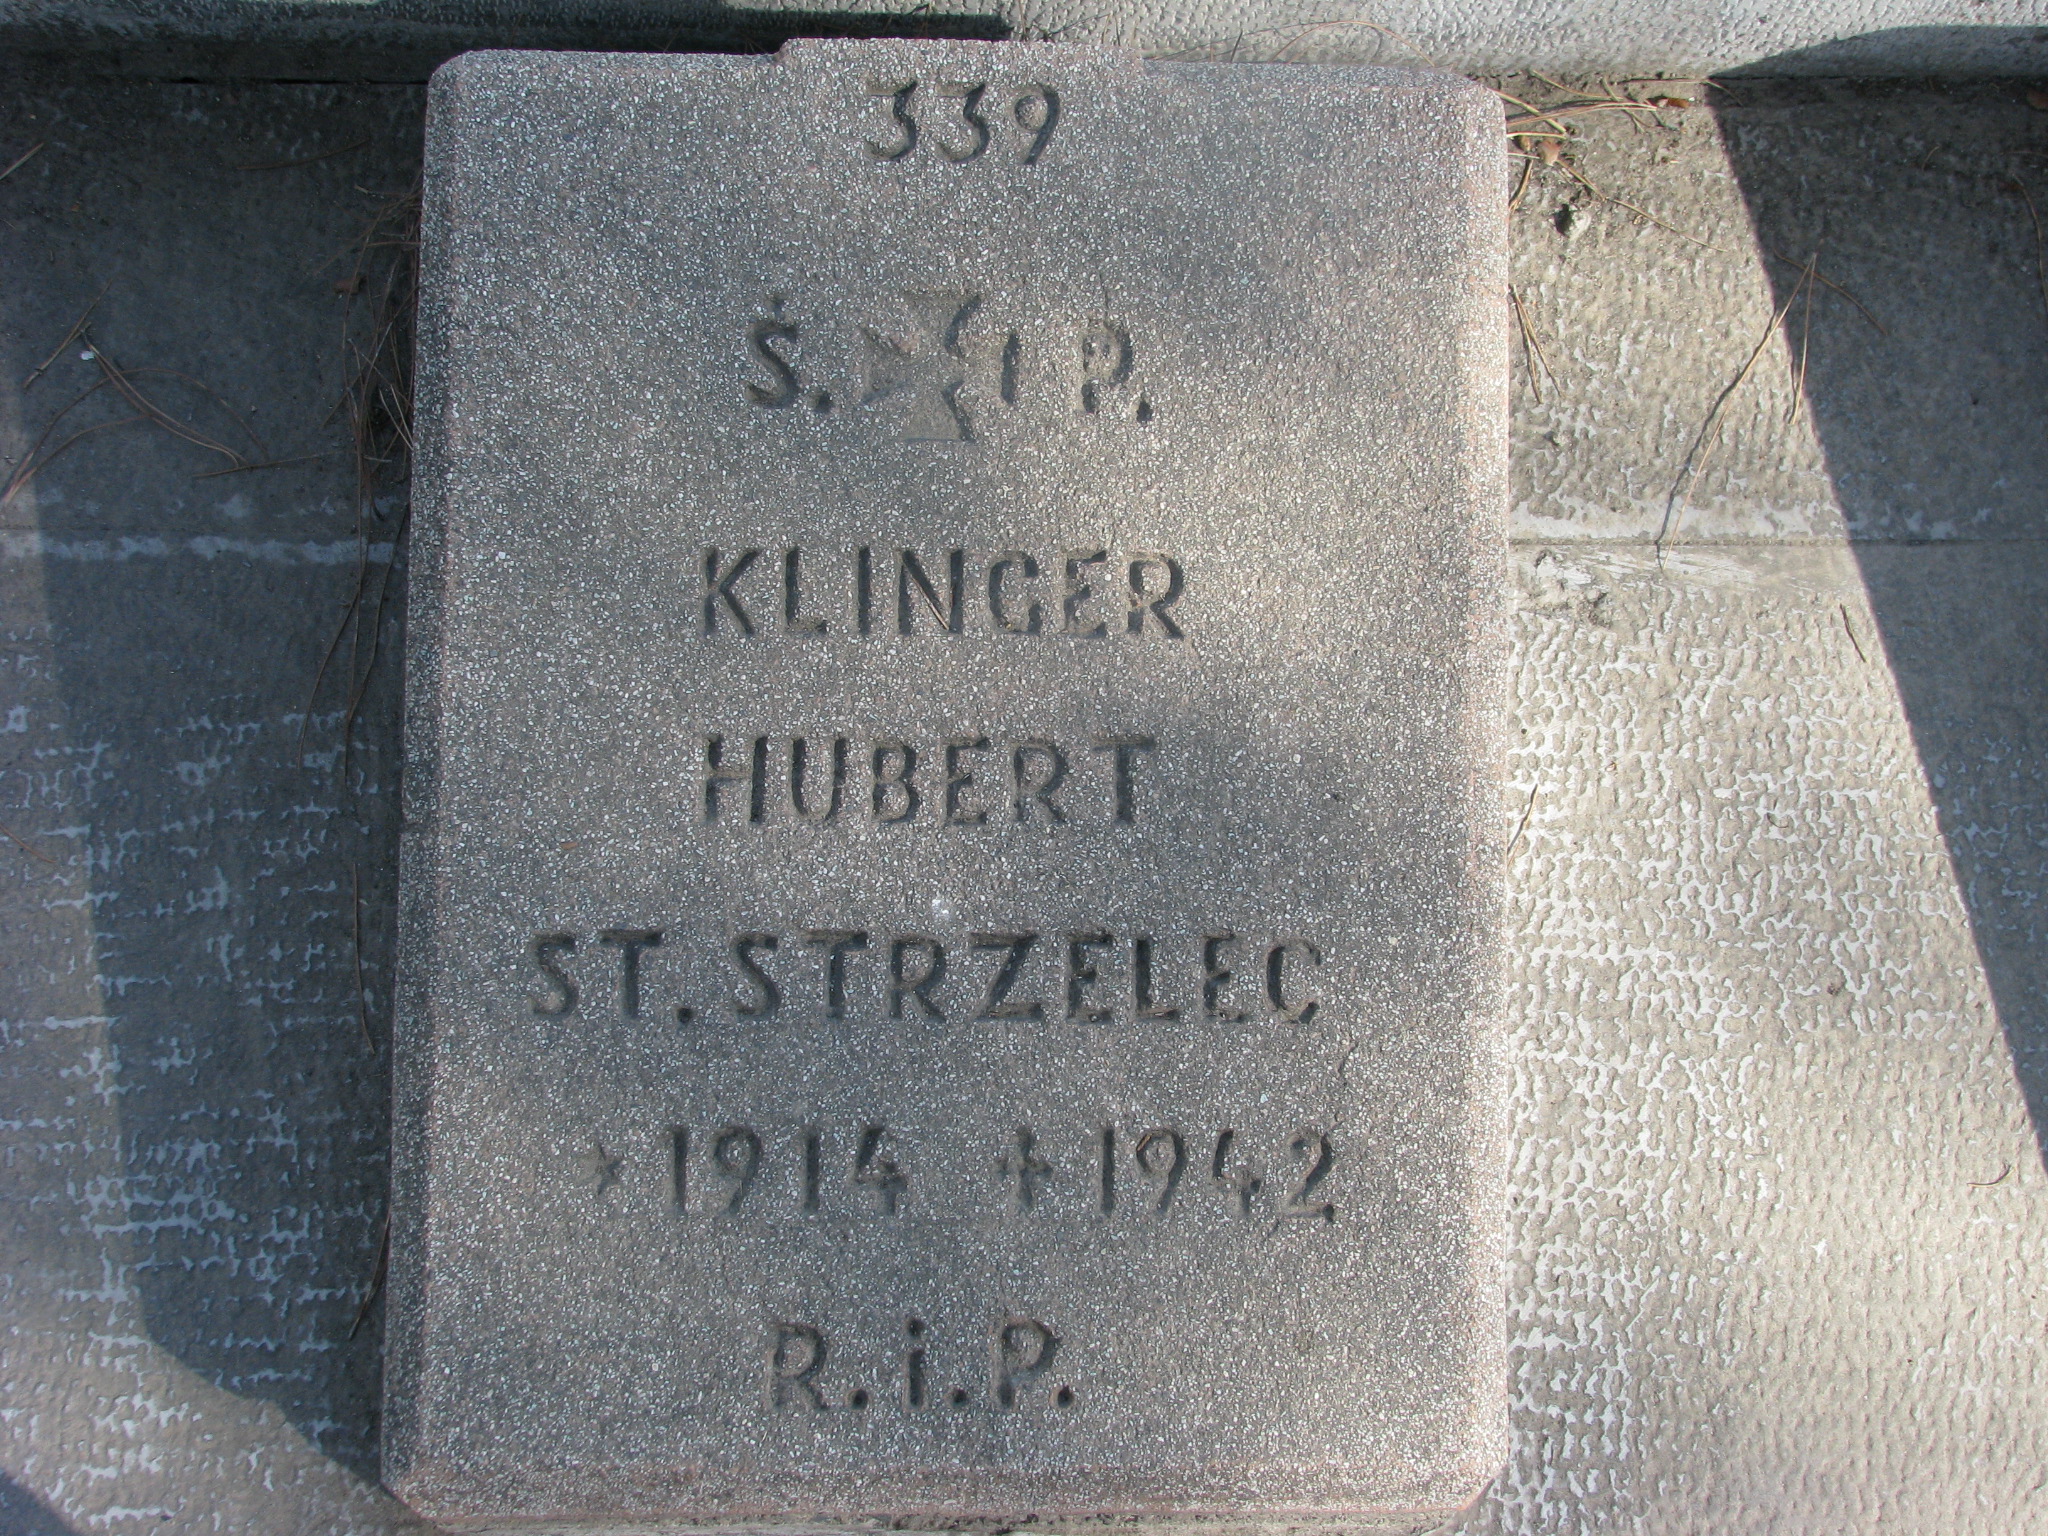 339
Ś. i P.
KLINGER
HUBERT
ST. STRZELEC
* 1914 + 1942
R.i.P.